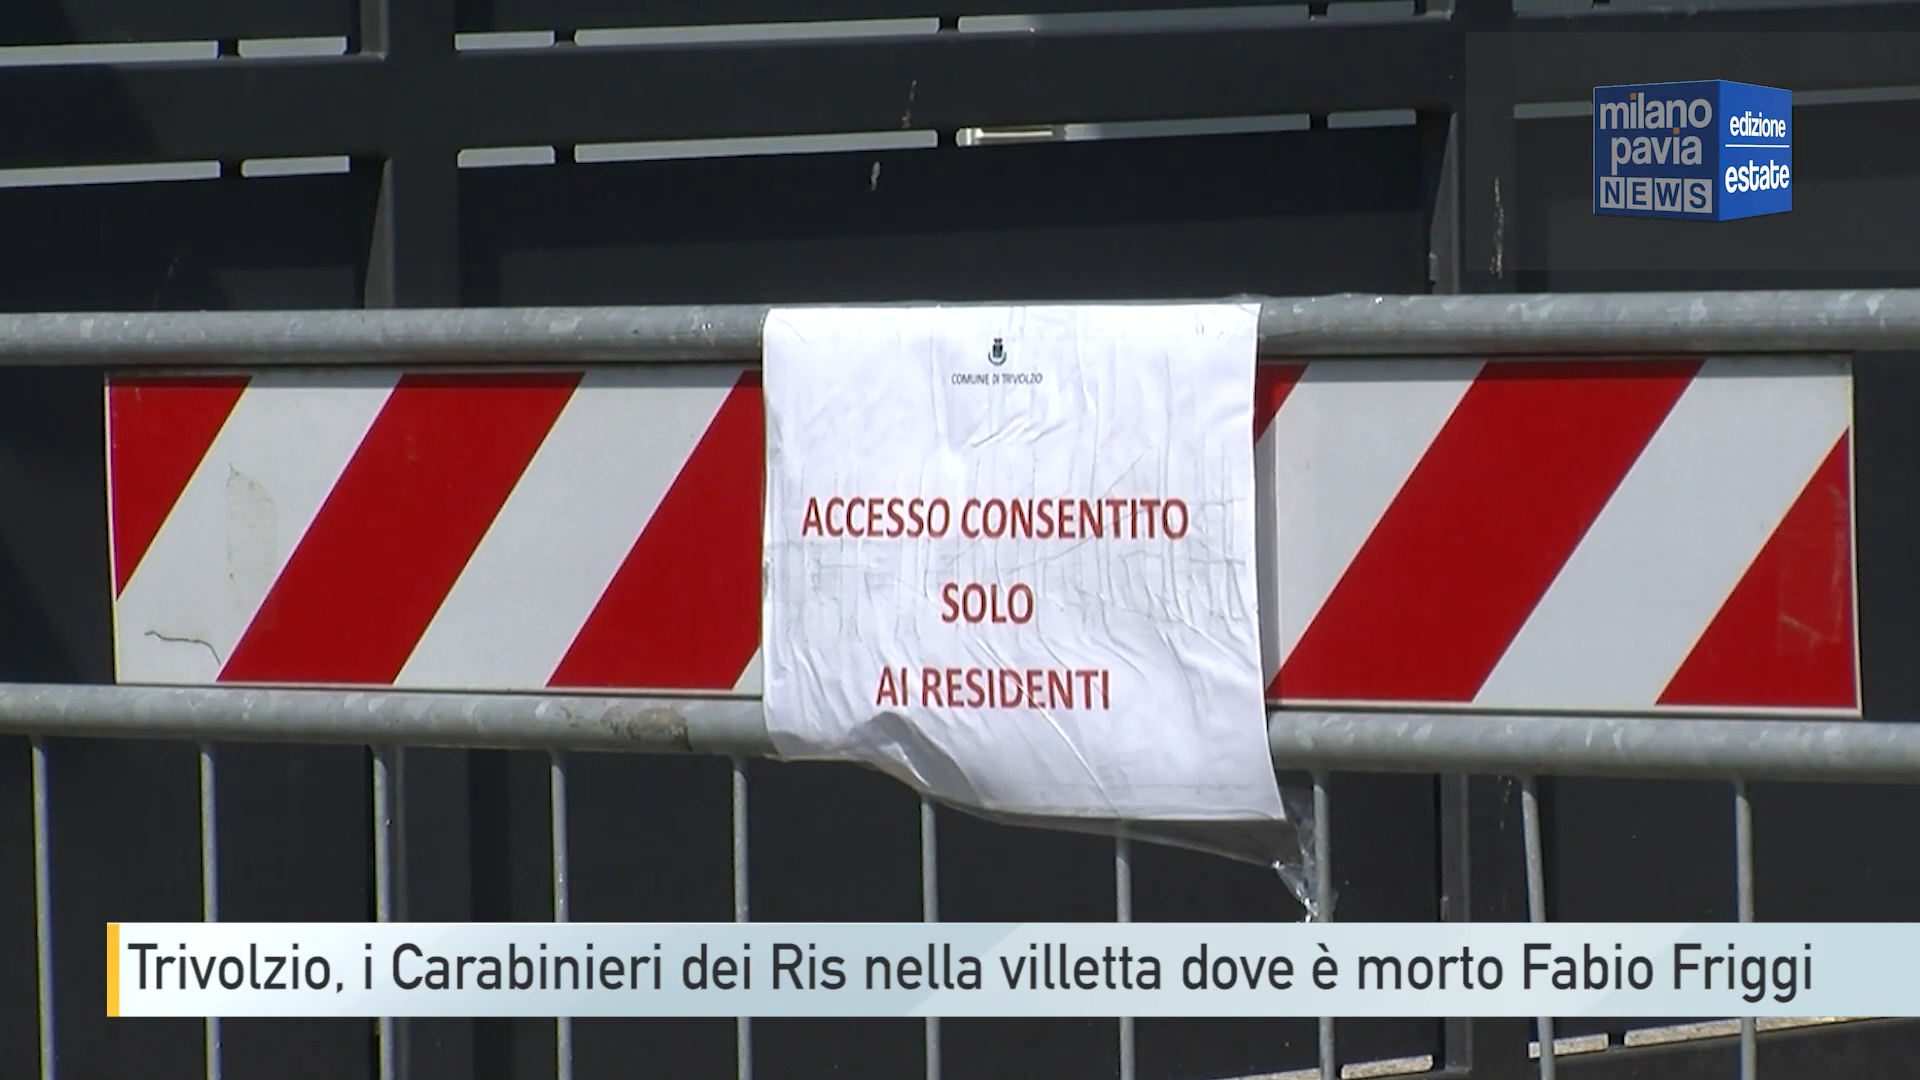 milano
pavia
NEWS
edizione
estate
COMUNE DI TRIVOLZIO
ACCESSO CONSENTITO
SOLO
AI RESIDENTI
Trivolzio, i Carabinieri dei Ris nella villetta dove è morto Fabio Friggi